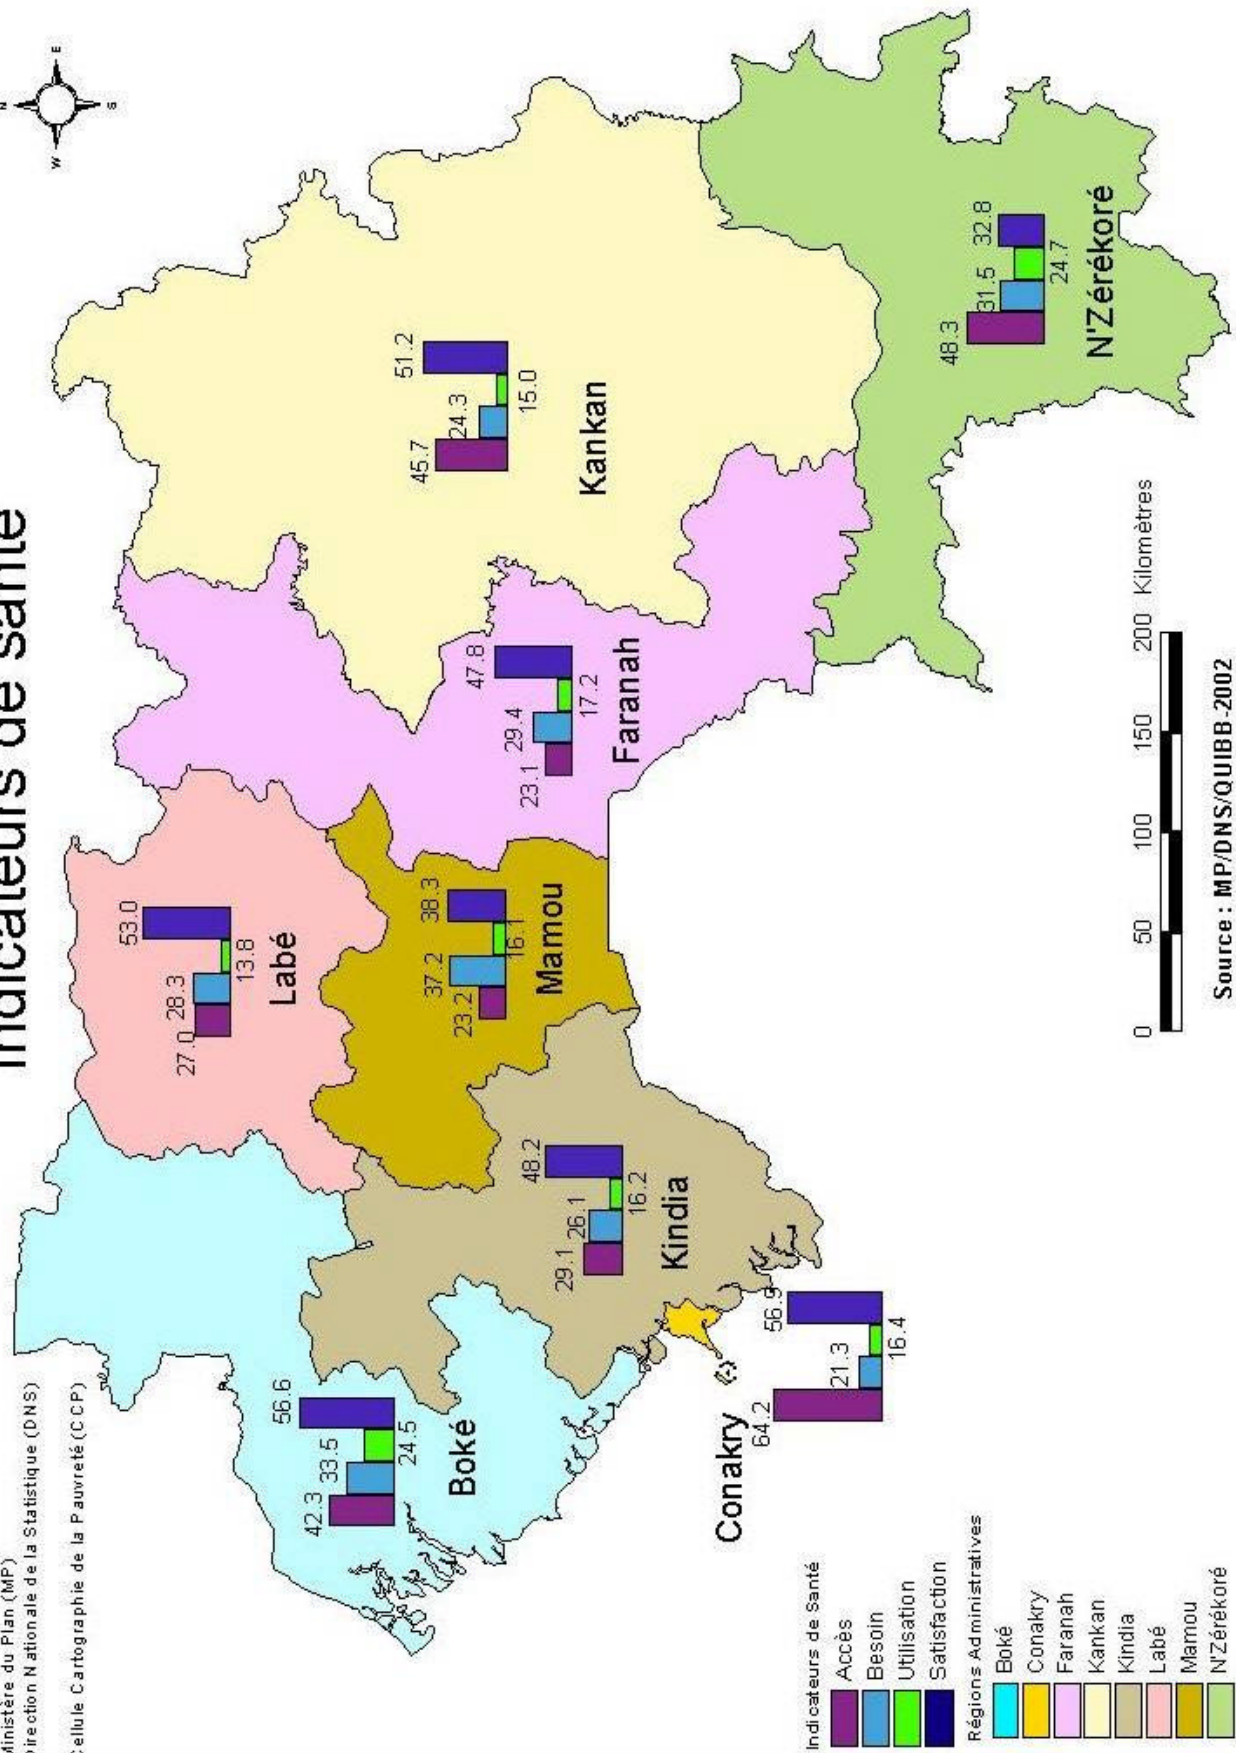 Ministère du Plan (MP)
Direction Nationale de la Statistique (DNS)
Cellule Cartographie de la Pauvreté (CCP)
Indicateurs de santé
N
W
E
S
Boké
42.3
33.5
24.5
56.6
Labé
27.0
28.3
13.8
53.0
Kindia
29.1
26.1
16.2
48.2
Mamou
23.2
37.2
16.1
38.3
Faranah
23.1
29.4
17.2
47.8
Kankan
45.7
24.3
15.0
51.2
N'Zérékoré
48.3
31.5
24.7
32.8
Conakry
64.2
21.3
16.4
56.9
Indicateurs de Santé
Accès
Besoin
Utilisation
Satisfaction
Régions Administratives
Boké
Conakry
Faranah
Kankan
Kindia
Labé
Mamou
N'Zérékoré
0 50 100 150 200 Kilomètres
Source : MP/DNS/QUIBB-2002